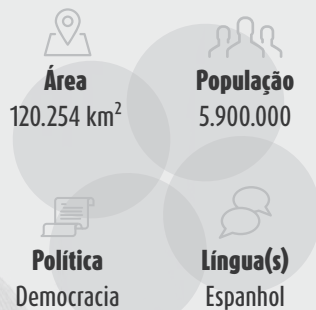 Área
120.254 km²
População
5.900.000
Política
Democracia
Língua(s)
Espanhol